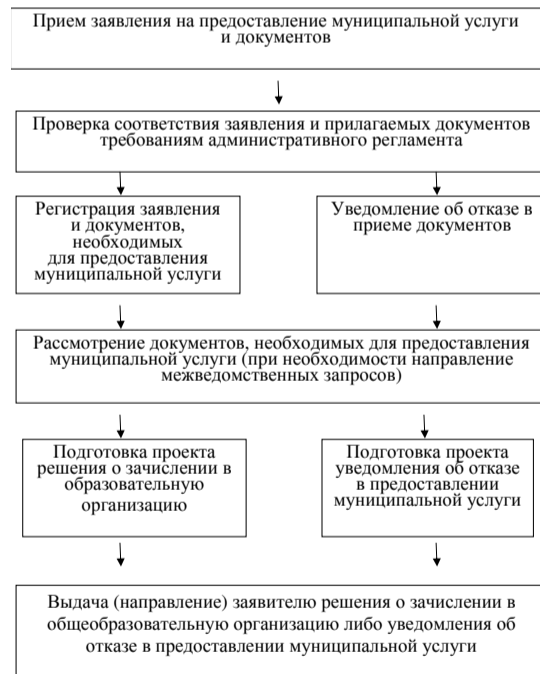 Прием заявления на предоставление муниципальной услуги
и документов
Проверка соответствия заявления и прилагаемых документов
требованиям административного регламента
Регистрация заявления
и документов,
необходимых
для предоставления
муниципальной услуги
Уведомление об отказе в
приеме документов
Рассмотрение документов, необходимых для предоставления
муниципальной услуги (при необходимости направление
межведомственных запросов)
Подготовка проекта
решения о зачислении в
образовательную
организацию
Подготовка проекта
уведомления об отказе
в предоставлении
муниципальной услуги
Выдача (направление) заявителю решения о зачислении в
общеобразовательную организацию либо уведомления об
отказе в предоставлении муниципальной услуги